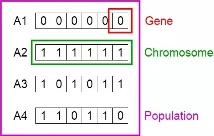 A1 0 0 0 0 0 0 Gene
A2 1 1 1 1 1 1 Chromosome
A3 1 0 1 0 1 1
A4 1 1 0 1 1 0 Population